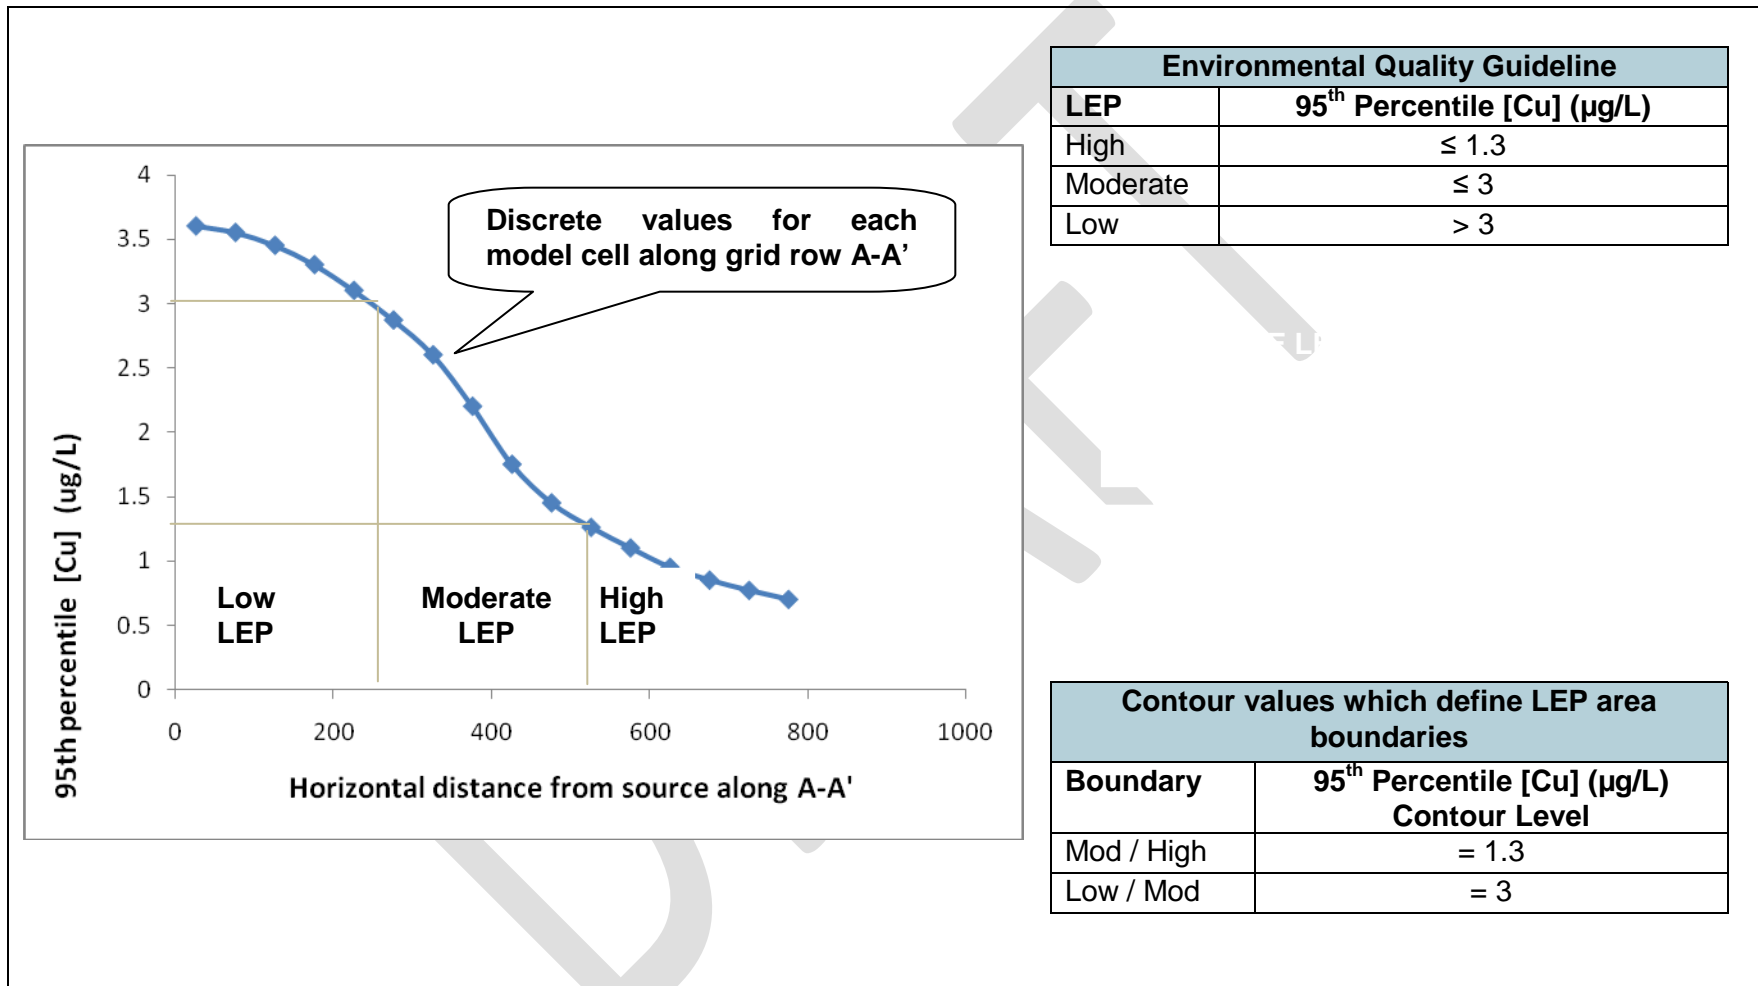 Environmental Quality Guideline
LEP 95th Percentile [Cu] (µg/L)
High ≤ 1.3
Moderate ≤ 3
Low > 3
4
3.5
3
2.5
2
1.5
1
0.5
0
95th percentile [Cu] (ug/L)
Discrete values for each
model cell along grid row A-A’
Low
LEP
Moderate
LEP
High
LEP
0 200 400 600 800 1000
Horizontal distance from source along A-A'
Contour values which define LEP area
boundaries
Boundary 95th Percentile [Cu] (µg/L)
Contour Level
Mod / High = 1.3
Low / Mod = 3